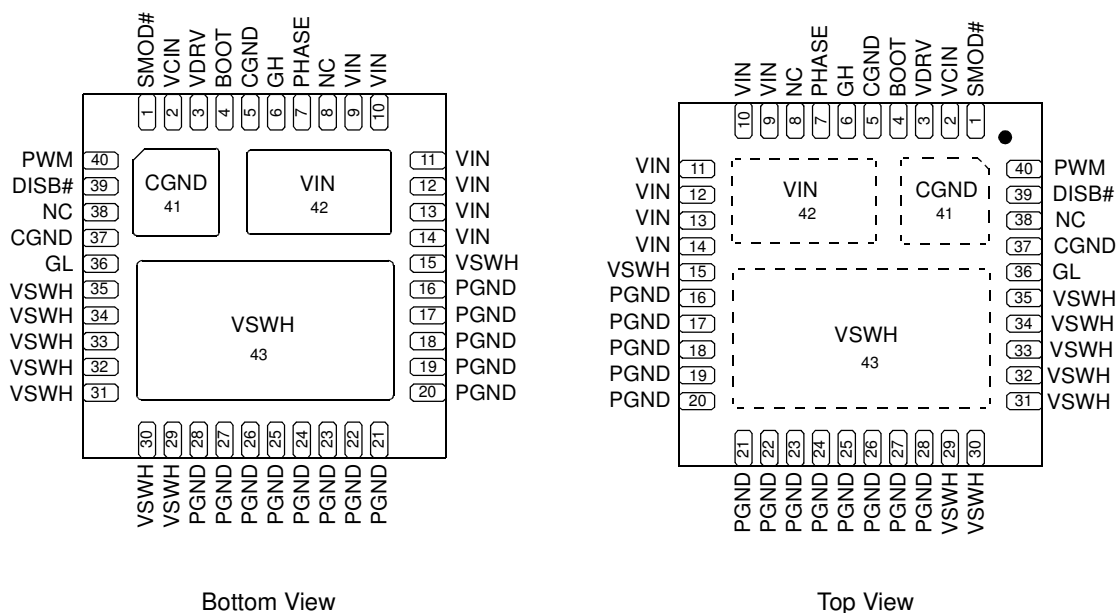 SMOD# VCIN VDRV BOOT CGND GH PHASE NC VIN VIN
1 2 3 4 5 6 7 8 9 10
PWM 40
DISB# 39
NC 38
CGND 37
GL 36
VSWH 35
VSWH 34
VSWH 33
VSWH 32
VSWH 31
CGND
41
VIN
42
VSWH
43
11 VIN
12 VIN
13 VIN
14 VIN
15 VSWH
16 PGND
17 PGND
18 PGND
19 PGND
20 PGND
30 29 28 27 26 25 24 23 22 21
VSWH VSWH PGND PGND PGND PGND PGND PGND PGND PGND
Bottom View
VIN VIN NC PHASE GH CGND BOOT VDRV VCIN SMOD#
10 9 8 7 6 5 4 3 2 1
VIN 11
VIN 12
VIN 13
VIN 14
VSWH 15
PGND 16
PGND 17
PGND 18
PGND 19
PGND 20
VIN
42
CGND
41
VSWH
43
40 PWM
39 DISB#
38 NC
37 CGND
36 GL
35 VSWH
34 VSWH
33 VSWH
32 VSWH
31 VSWH
21 22 23 24 25 26 27 28 29 30
PGND PGND PGND PGND PGND PGND PGND PGND VSWH VSWH
Top View